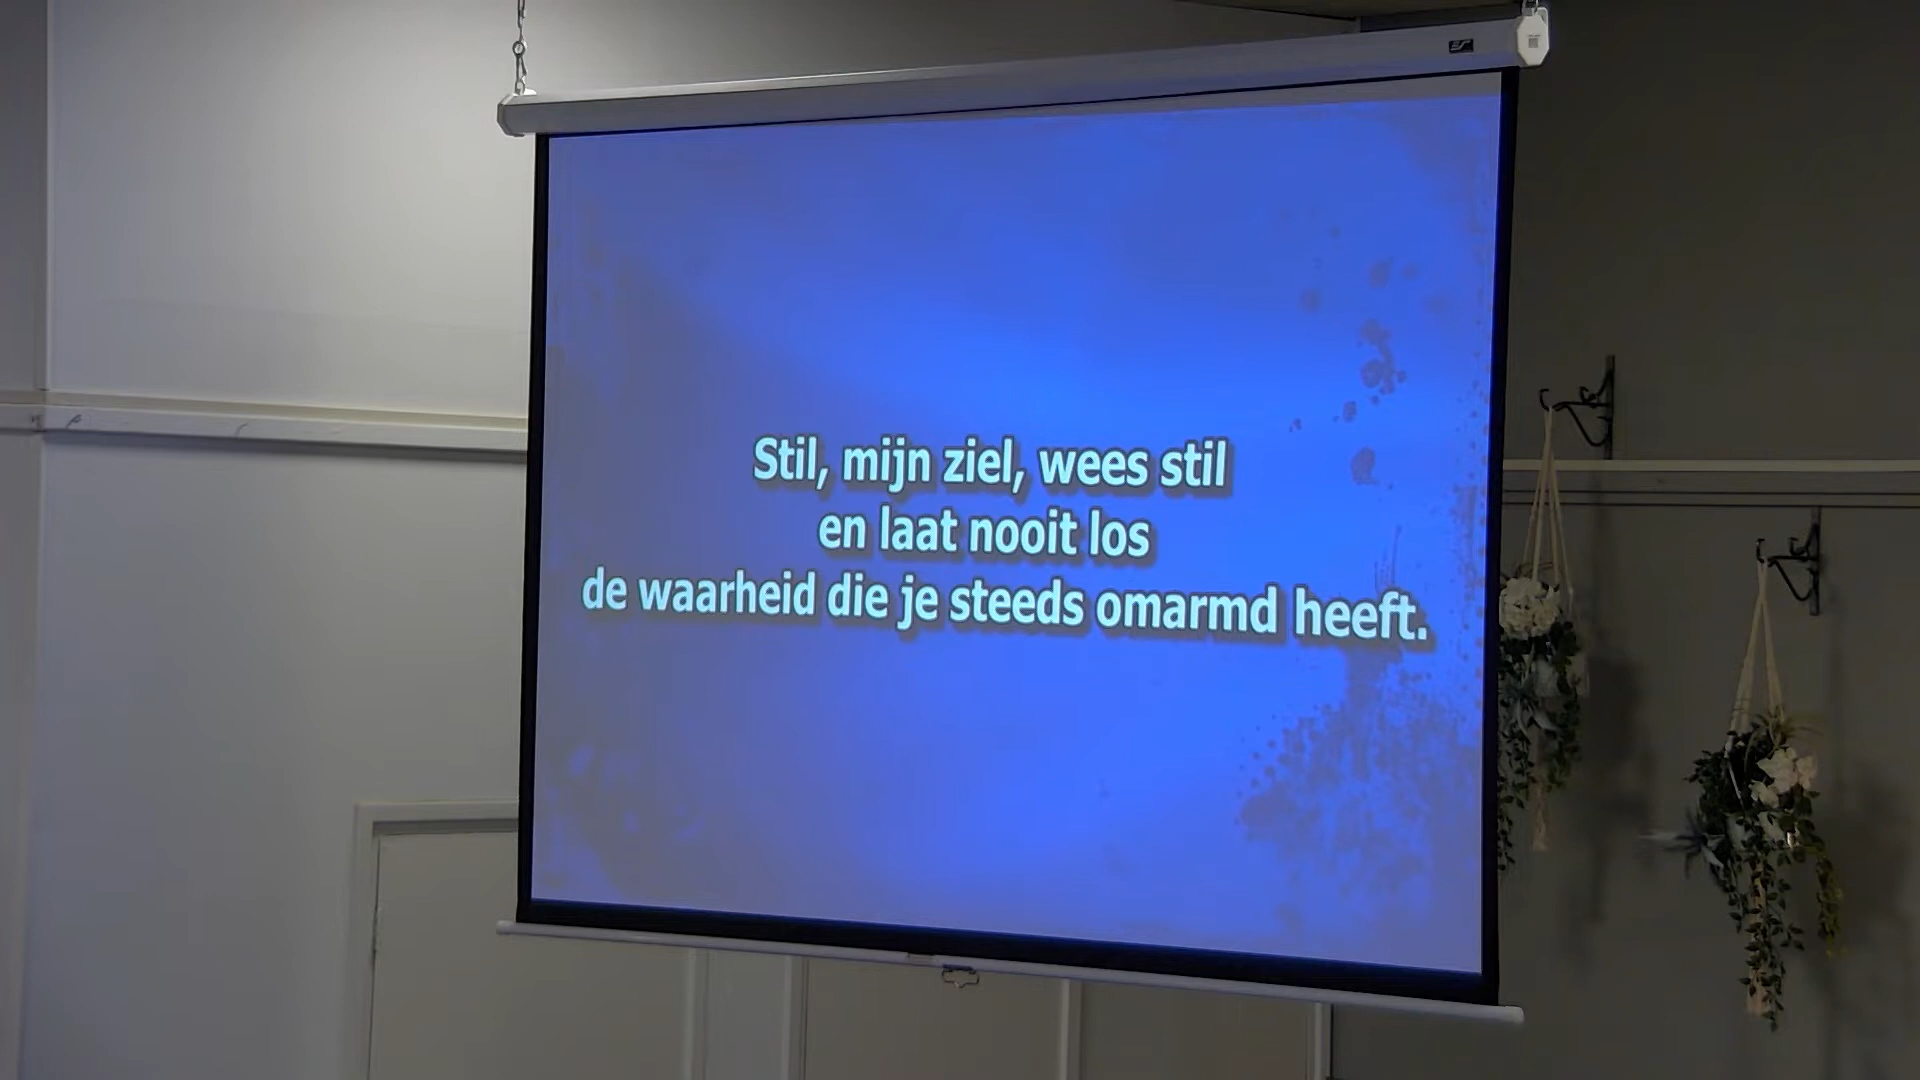 Stil, mijn ziel, wees stil
en laat nooit los
de waarheid die je steeds omarmd heeft.